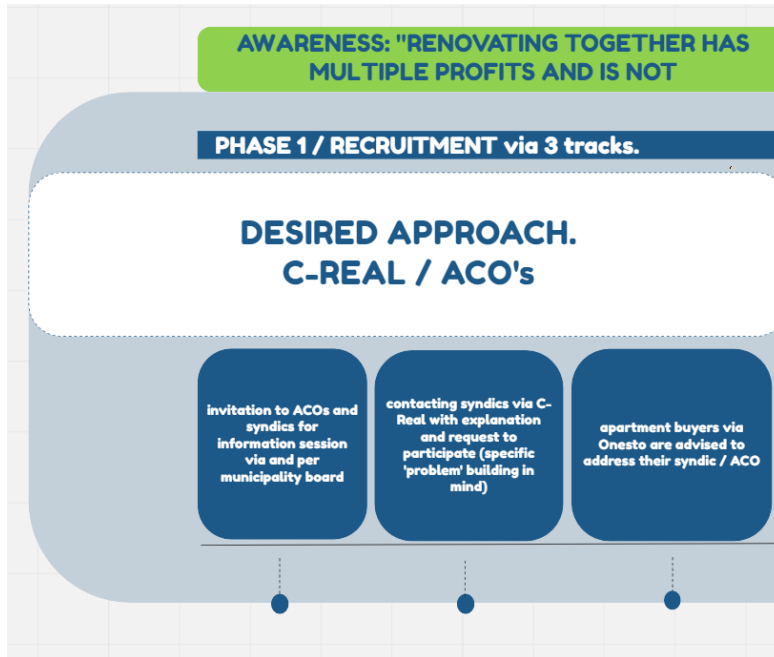 AWARENESS: "RENOVATING TOGETHER HAS
MULTIPLE PROFITS AND IS NOT
PHASE 1 / RECRUITMENT via 3 tracks.
DESIRED APPROACH.
C-REAL / ACO's
invitation to ACOs and
syndics for
information session
via and per
municipality board
contacting syndics via C-
Real with explanation
and request to
participate (specific
'problem' building in
mind)
apartment buyers via
Onesto are advised to
address their syndic / ACO